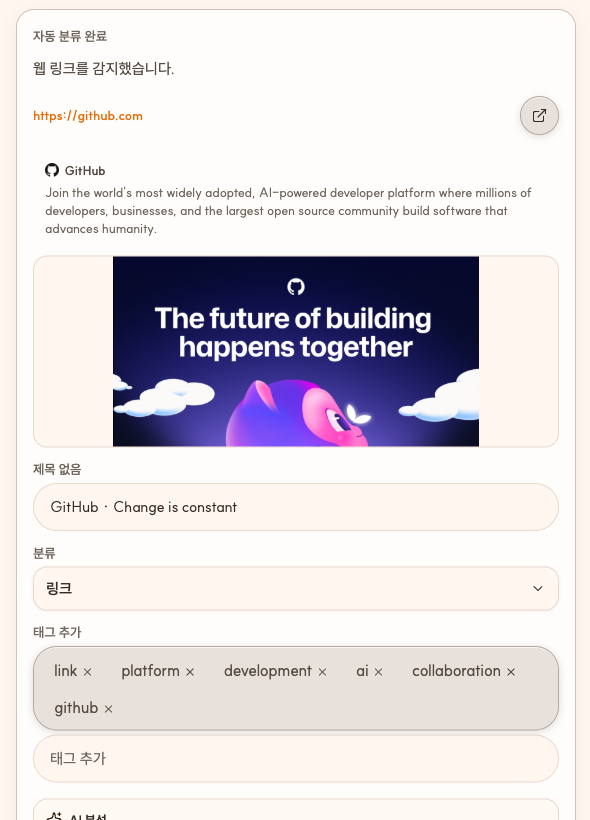 자동 분류 완료
웹 링크를 감지했습니다.
https://github.com
GitHub
Join the world's most widely adopted, AI-powered developer platform where millions of
developers, businesses, and the largest open source community build software that
advances humanity.
The future of building
happens together
제목 없음
GitHub · Change is constant
분류
링크
태그 추가
link × platform × development × ai × collaboration ×
github ×
태그 추가
AI 분석